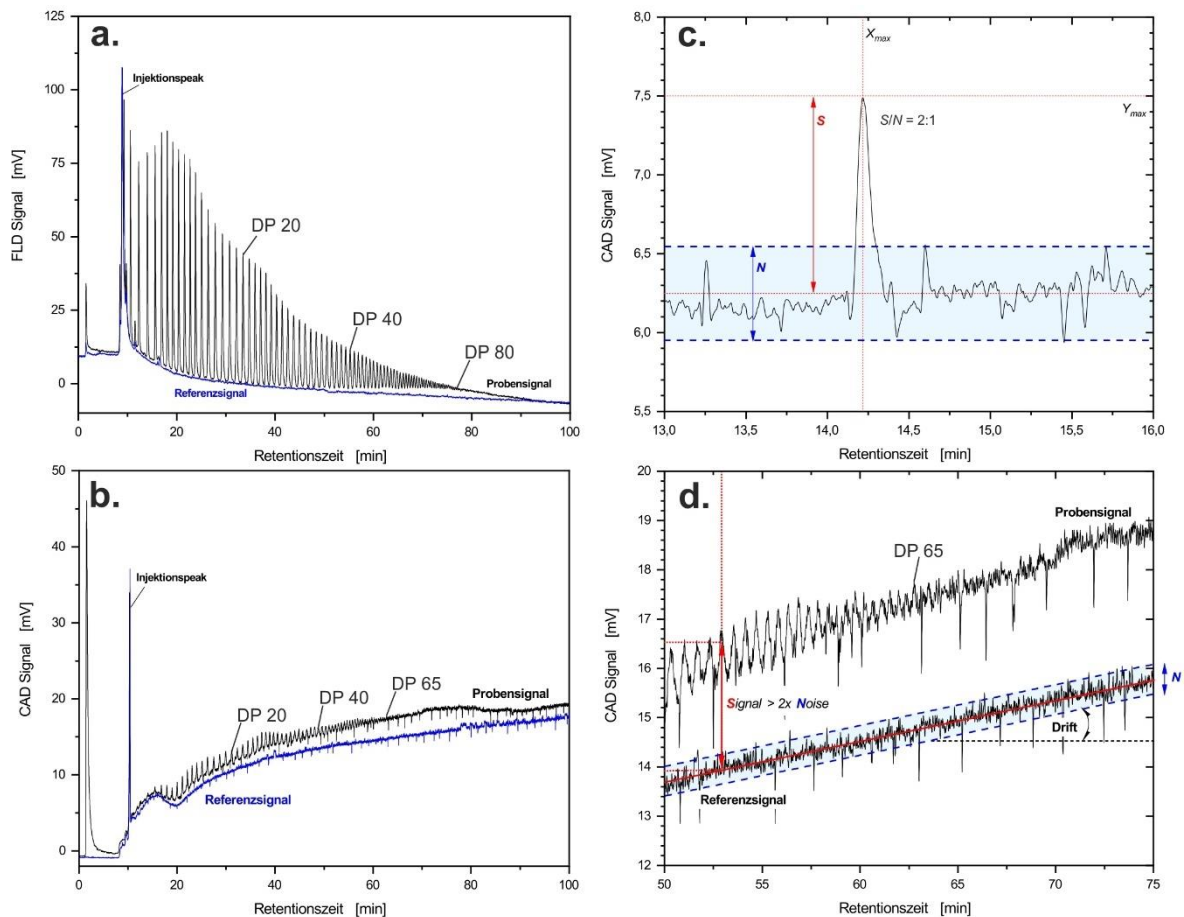 a.
125
100
75
50
25
0
FLD Signal [mV]
Injektionspeak
DP 20
DP 40
DP 80
Probensignal
Referenzsignal
0 20 40 60 80 100
Retentionszeit [min]
c.
8,0
7,5
7,0
6,5
6,0
5,5
CAD Signal [mV]
Xmax
Ymax
S
S/N = 2:1
N
13,0 13,5 14,0 14,5 15,0 15,5 16,0
Retentionszeit [min]
b.
50
40
30
20
10
0
CAD Signal [mV]
Injektionspeak
DP 20
DP 40
DP 65
Probensignal
Referenzsignal
0 20 40 60 80 100
Retentionszeit [min]
d.
20
19
18
17
16
15
14
13
12
CAD Signal [mV]
Probensignal
DP 65
Signal > 2x Noise
N
Drift
Referenzsignal
50 55 60 65 70 75
Retentionszeit [min]